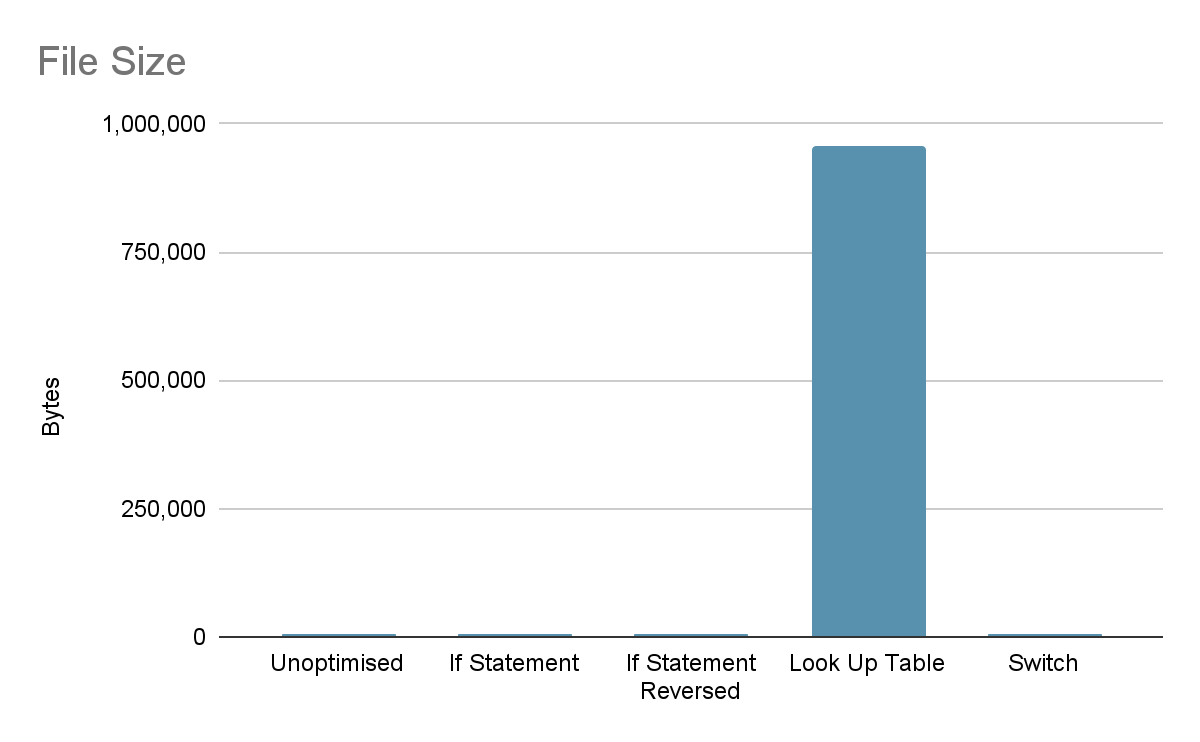 File Size
1,000,000
750,000
500,000
250,000
0
Bytes
Unoptimised
If Statement
If Statement
Reversed
Look Up Table
Switch